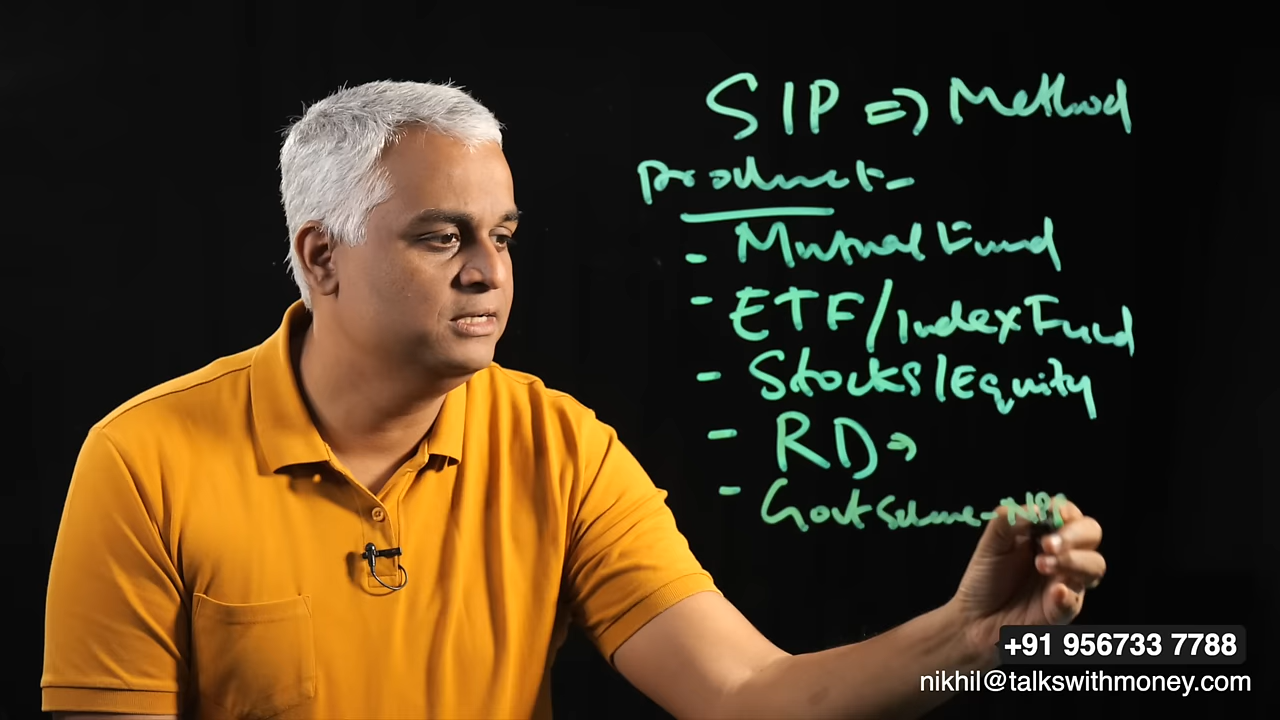 SIP => Method
Product-
- Mutual Fund
- ETF/Index Fund
- Stocks/Equity
- RD →
- Govt Scheme - NPS
+91 956733 7788
nikhil@talkswithmoney.com